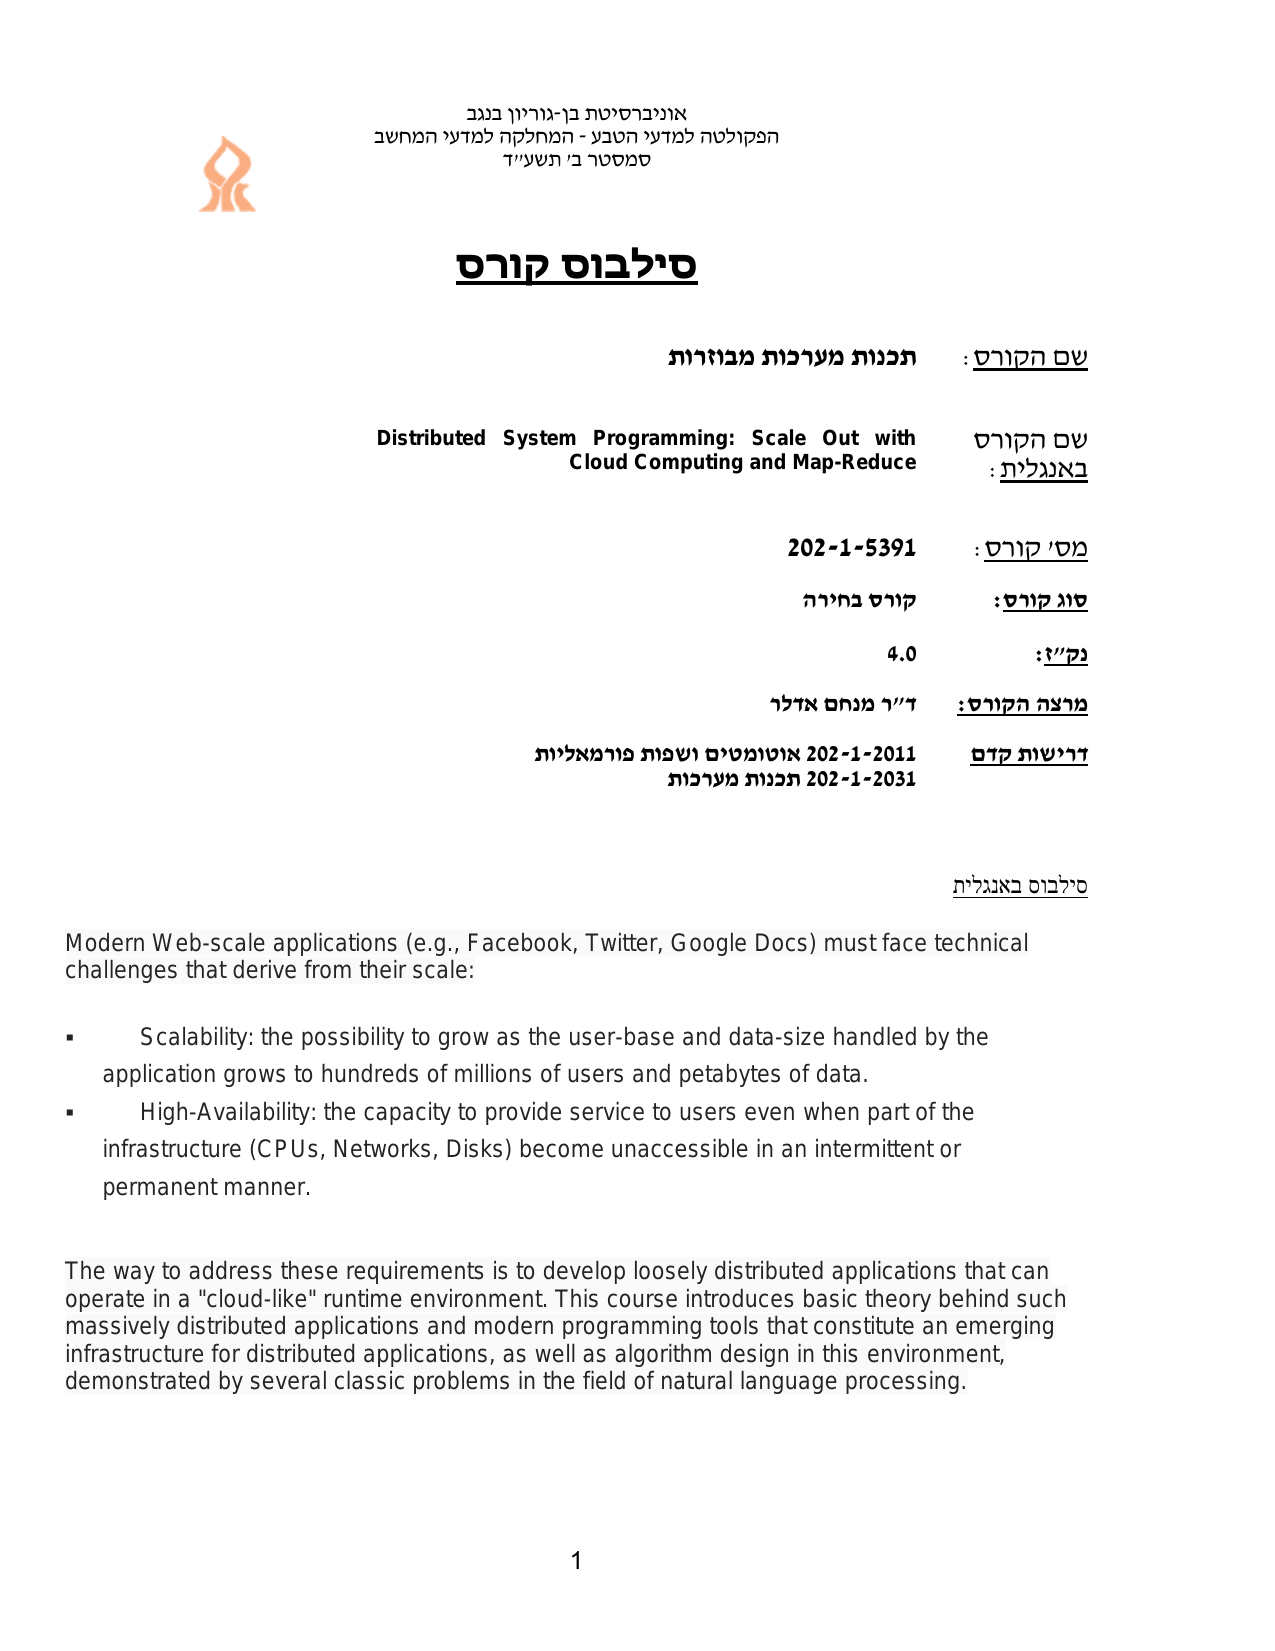 אוניברסיטת בן-גוריון בנגב
הפקולטה למדעי הטבע - המחלקה למדעי המחשב
סמסטר ב' תשע"ד
סילבוס קורס
שם הקורס: תכנות מערכות מבוזרות
שם הקורס Distributed System Programming: Scale Out with
באנגלית: Cloud Computing and Map-Reduce
מס' קורס: 202-1-5391
סוג קורס: קורס בחירה
נק"ז: 4.0
מרצה הקורס: ד"ר מנחם אדלר
דרישות קדם 202-1-2011 אוטומטים ושפות פורמאליות
202-1-2031 תכנות מערכות
סילבוס באנגלית
Modern Web-scale applications (e.g., Facebook, Twitter, Google Docs) must face technical
challenges that derive from their scale:
▪ Scalability: the possibility to grow as the user-base and data-size handled by the
application grows to hundreds of millions of users and petabytes of data.
▪ High-Availability: the capacity to provide service to users even when part of the
infrastructure (CPUs, Networks, Disks) become unaccessible in an intermittent or
permanent manner.
The way to address these requirements is to develop loosely distributed applications that can
operate in a "cloud-like" runtime environment. This course introduces basic theory behind such
massively distributed applications and modern programming tools that constitute an emerging
infrastructure for distributed applications, as well as algorithm design in this environment,
demonstrated by several classic problems in the field of natural language processing.
1